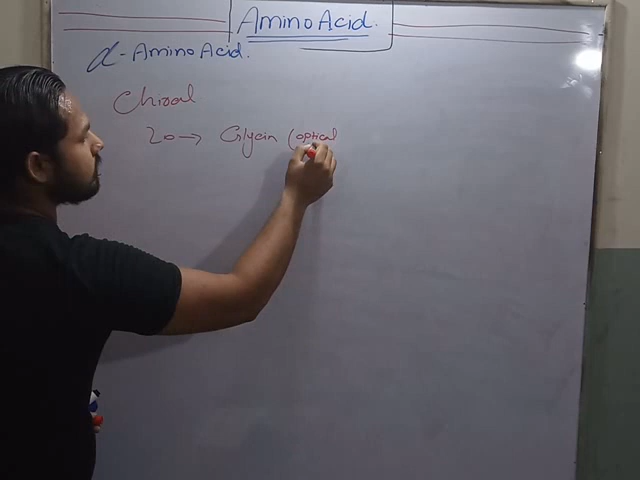 Amino Acid.
α-Amino Acid.
Chiral
20 → Glycin (optical